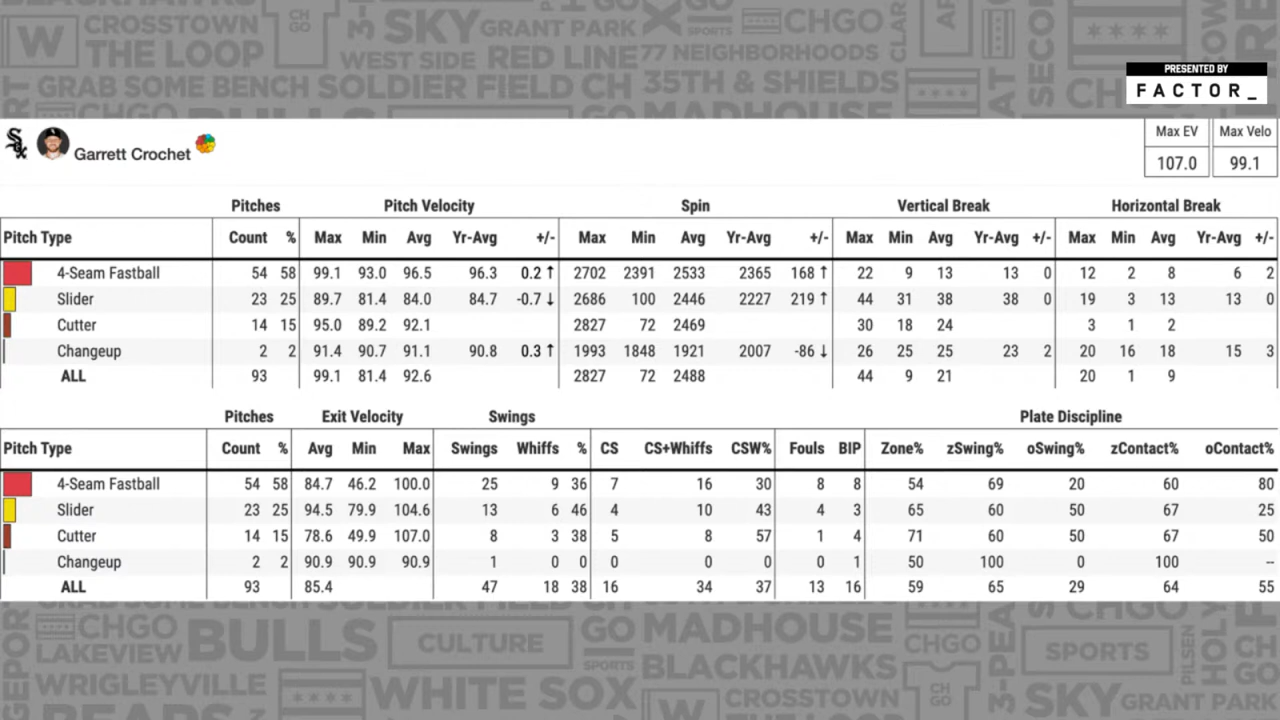 BLACKHAWKS
W
CROSSTOWN
THE LOOP
SKY
GRANT PARK
WEST SIDE
RED LINE
77 NEIGHBORHOODS
GRAB SOME BENCH
SOLDIER FIELD
CH
35TH & SHIELDS
CHGO
SPORTS
MADHOUSE
PRESENTED BY
FACTOR_
Sox
Garrett Crochet
Max EV Max Velo
107.0 99.1
Pitches Pitch Velocity Spin Vertical Break Horizontal Break
Pitch Type Count % Max Min Avg Yr-Avg +/- Max Min Avg Yr-Avg +/- Max Min Avg Yr-Avg +/- Max Min Avg Yr-Avg +/-
4-Seam Fastball 54 58 99.1 93.0 96.5 96.3 0.2 ↑ 2702 2391 2533 2365 168 ↑ 22 9 13 13 0 12 2 8 6 2
Slider 23 25 89.7 81.4 84.0 84.7 -0.7 ↓ 2686 100 2446 2227 219 ↑ 44 31 38 38 0 19 3 13 13 0
Cutter 14 15 95.0 89.2 92.1 2827 72 2469 30 18 24 3 1 2
Changeup 2 2 91.4 90.7 91.1 90.8 0.3 ↑ 1993 1848 1921 2007 -86 ↓ 26 25 25 23 2 20 16 18 15 3
ALL 93 99.1 81.4 92.6 2827 72 2488 44 9 21 20 1 9
Pitches Exit Velocity Swings Plate Discipline
Pitch Type Count % Avg Min Max Swings Whiffs % CS CS+Whiffs CSW% Fouls BIP Zone% zSwing% oSwing% zContact% oContact%
4-Seam Fastball 54 58 84.7 46.2 100.0 25 9 36 7 16 30 8 8 54 69 20 60 80
Slider 23 25 94.5 79.9 104.6 13 6 46 4 10 43 4 3 65 60 50 67 25
Cutter 14 15 78.6 49.9 107.0 8 3 38 5 8 57 1 4 71 60 50 67 50
Changeup 2 2 90.9 90.9 90.9 1 0 0 0 0 0 0 1 50 100 0 100 --
ALL 93 85.4 47 18 38 16 34 37 13 16 59 65 29 64 55
CHGO
LAKEVIEW
BULLS
CULTURE
GO
SPORTS
MADHOUSE
BLACKHAWKS
CHGO
SPORTS
WRIGLEYVILLE
WHITE SOX
W
CROSSTOWN
CH
GO
SKY
GRANT PARK
PILSEN